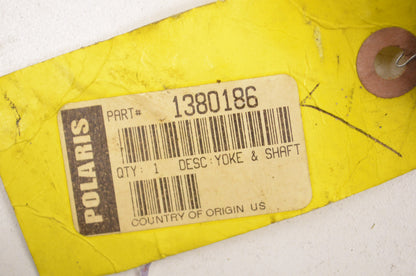 POLARIS
PART# 1380186
QTY: 1 DESC: YOKE & SHAFT
COUNTRY OF ORIGIN US